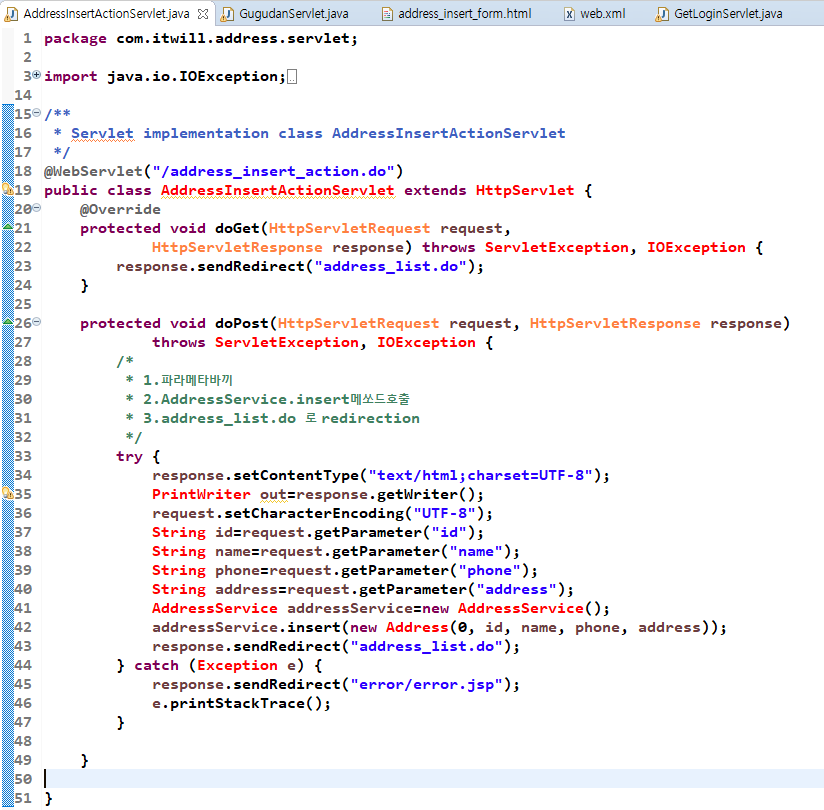 AddressInsertActionServlet.java GugudanServlet.java address_insert_form.html web.xml GetLoginServlet.java
1 package com.itwill.address.servlet;
2
3 import java.io.IOException;
14
15 /**
16  * Servlet implementation class AddressInsertActionServlet
17  */
18 @WebServlet("/address_insert_action.do")
19 public class AddressInsertActionServlet extends HttpServlet {
20     @Override
21     protected void doGet(HttpServletRequest request,
22             HttpServletResponse response) throws ServletException, IOException {
23         response.sendRedirect("address_list.do");
24     }
25
26     protected void doPost(HttpServletRequest request, HttpServletResponse response)
27             throws ServletException, IOException {
28         /*
29          * 1.파라메타바끼
30          * 2.AddressService.insert메쏘드호출
31          * 3.address_list.do 로 redirection
32          */
33         try {
34             response.setContentType("text/html;charset=UTF-8");
35             PrintWriter out=response.getWriter();
36             request.setCharacterEncoding("UTF-8");
37             String id=request.getParameter("id");
38             String name=request.getParameter("name");
39             String phone=request.getParameter("phone");
40             String address=request.getParameter("address");
41             AddressService addressService=new AddressService();
42             addressService.insert(new Address(0, id, name, phone, address));
43             response.sendRedirect("address_list.do");
44         } catch (Exception e) {
45             response.sendRedirect("error/error.jsp");
46             e.printStackTrace();
47         }
48
49     }
50
51 }